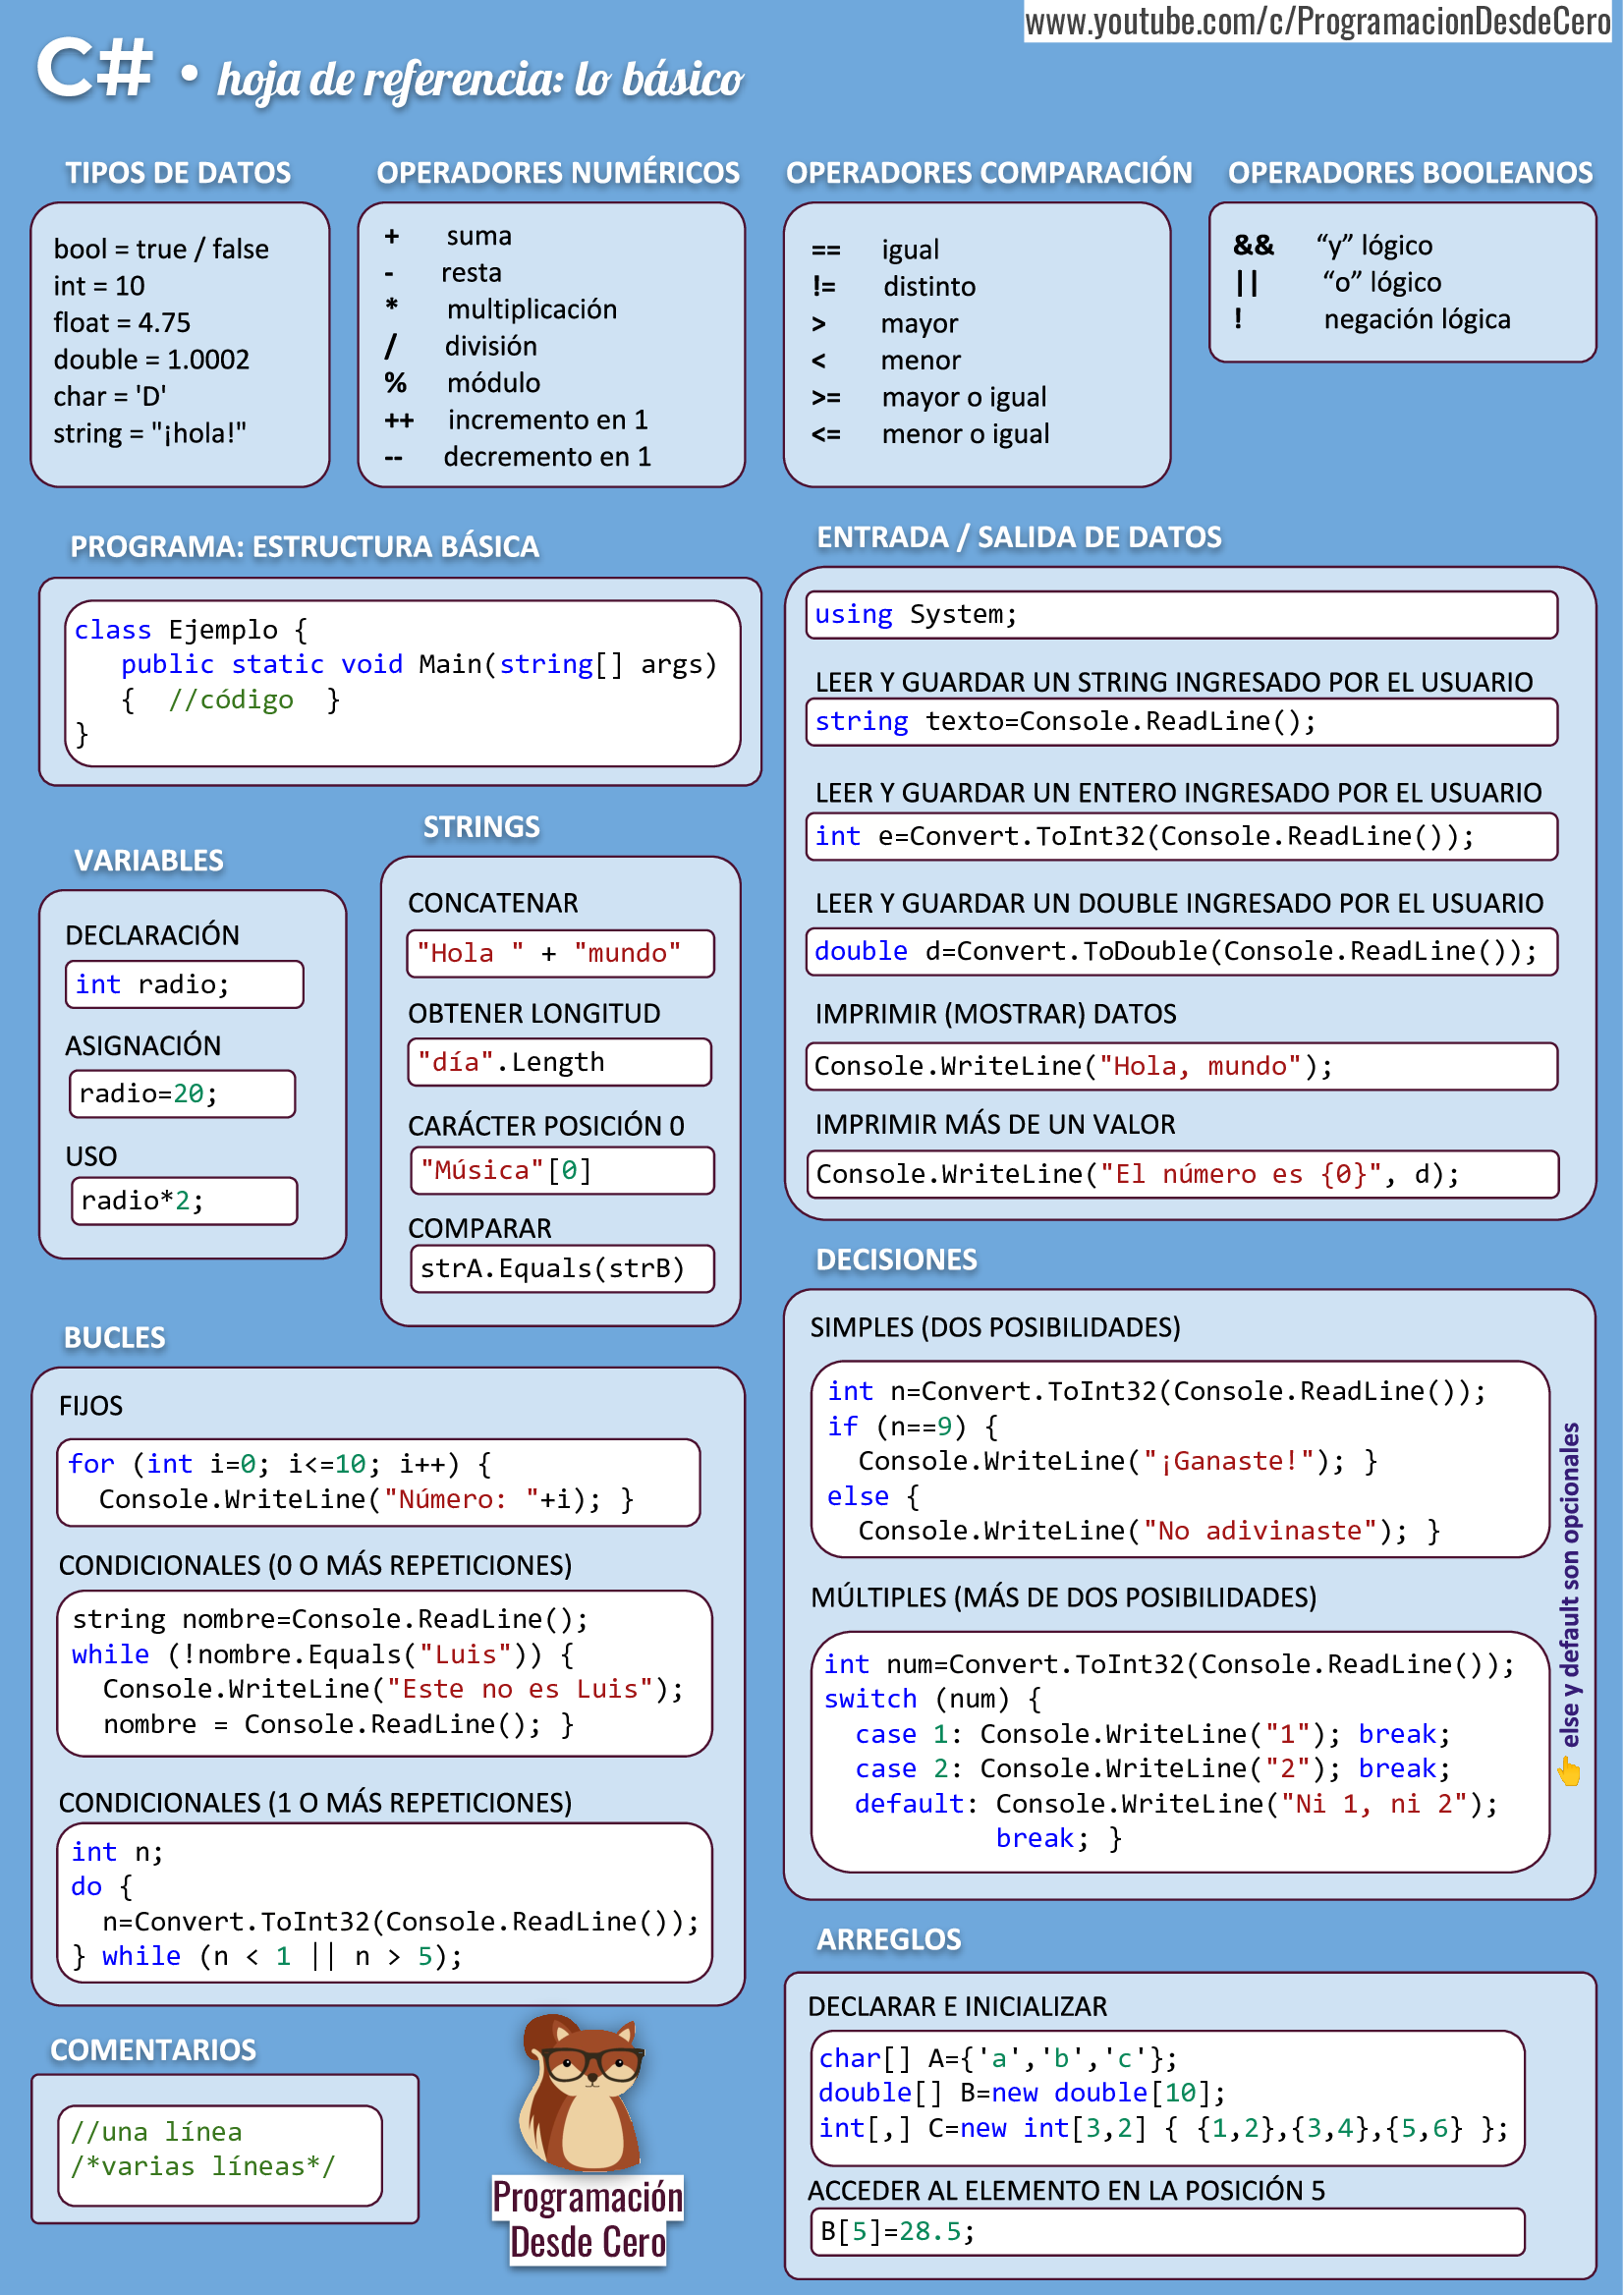 www.youtube.com/c/ProgramacionDesdeCero
C# • hoja de referencia: lo básico
TIPOS DE DATOS
bool = true / false
int = 10
float = 4.75
double = 1.0002
char = 'D'
string = "¡hola!"
OPERADORES NUMÉRICOS
+ suma
- resta
* multiplicación
/ división
% módulo
++ incremento en 1
-- decremento en 1
OPERADORES COMPARACIÓN
== igual
!= distinto
> mayor
< menor
>= mayor o igual
<= menor o igual
OPERADORES BOOLEANOS
&& “y” lógico
|| “o” lógico
! negación lógica
PROGRAMA: ESTRUCTURA BÁSICA
class Ejemplo {
public static void Main(string[] args)
{ //código }
}
VARIABLES
DECLARACIÓN
int radio;
ASIGNACIÓN
radio=20;
USO
radio*2;
STRINGS
CONCATENAR
"Hola " + "mundo"
OBTENER LONGITUD
"día".Length
CARÁCTER POSICIÓN 0
"Música"[0]
COMPARAR
strA.Equals(strB)
ENTRADA / SALIDA DE DATOS
using System;
LEER Y GUARDAR UN STRING INGRESADO POR EL USUARIO
string texto=Console.ReadLine();
LEER Y GUARDAR UN ENTERO INGRESADO POR EL USUARIO
int e=Convert.ToInt32(Console.ReadLine());
LEER Y GUARDAR UN DOUBLE INGRESADO POR EL USUARIO
double d=Convert.ToDouble(Console.ReadLine());
IMPRIMIR (MOSTRAR) DATOS
Console.WriteLine("Hola, mundo");
IMPRIMIR MÁS DE UN VALOR
Console.WriteLine("El número es {0}", d);
BUCLES
FIJOS
for (int i=0; i<=10; i++) {
Console.WriteLine("Número: "+i); }
CONDICIONALES (0 O MÁS REPETICIONES)
string nombre=Console.ReadLine();
while (!nombre.Equals("Luis")) {
Console.WriteLine("Este no es Luis");
nombre = Console.ReadLine(); }
CONDICIONALES (1 O MÁS REPETICIONES)
int n;
do {
n=Convert.ToInt32(Console.ReadLine());
} while (n < 1 || n > 5);
DECISIONES
SIMPLES (DOS POSIBILIDADES)
int n=Convert.ToInt32(Console.ReadLine());
if (n==9) {
Console.WriteLine("¡Ganaste!"); }
else {
Console.WriteLine("No adivinaste"); }
MÚLTIPLES (MÁS DE DOS POSIBILIDADES)
int num=Convert.ToInt32(Console.ReadLine());
switch (num) {
case 1: Console.WriteLine("1"); break;
case 2: Console.WriteLine("2"); break;
default: Console.WriteLine("Ni 1, ni 2");
break; }
👆 else y default son opcionales
COMENTARIOS
//una línea
/*varias líneas*/
Programación
Desde Cero
ARREGLOS
DECLARAR E INICIALIZAR
char[] A={'a','b','c'};
double[] B=new double[10];
int[,] C=new int[3,2] { {1,2},{3,4},{5,6} };
ACCEDER AL ELEMENTO EN LA POSICIÓN 5
B[5]=28.5;